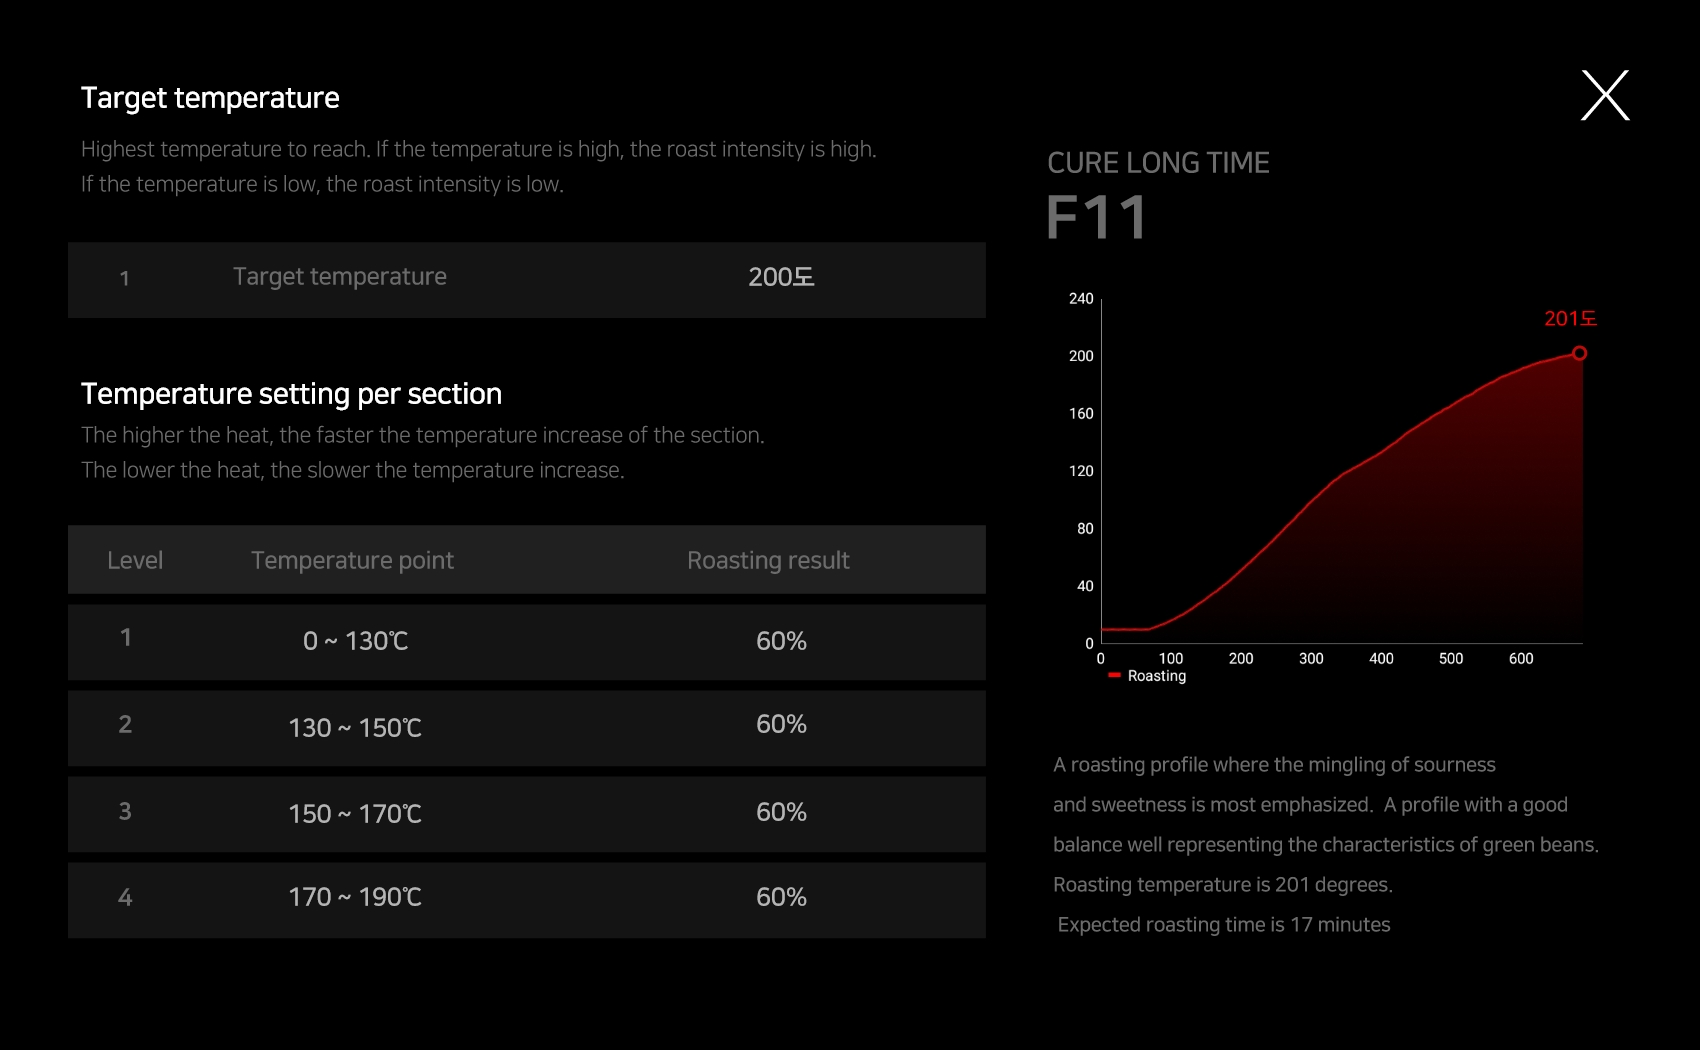 Target temperature
Highest temperature to reach. If the temperature is high, the roast intensity is high.
If the temperature is low, the roast intensity is low.
1 Target temperature 200도
Temperature setting per section
The higher the heat, the faster the temperature increase of the section.
The lower the heat, the slower the temperature increase.
Level Temperature point Roasting result
1 0 ~ 130℃ 60%
2 130 ~ 150℃ 60%
3 150 ~ 170℃ 60%
4 170 ~ 190℃ 60%
CURE LONG TIME
F11
240
201도
200
160
120
80
40
0
0 100 200 300 400 500 600
Roasting
A roasting profile where the mingling of sourness
and sweetness is most emphasized. A profile with a good
balance well representing the characteristics of green beans.
Roasting temperature is 201 degrees.
Expected roasting time is 17 minutes